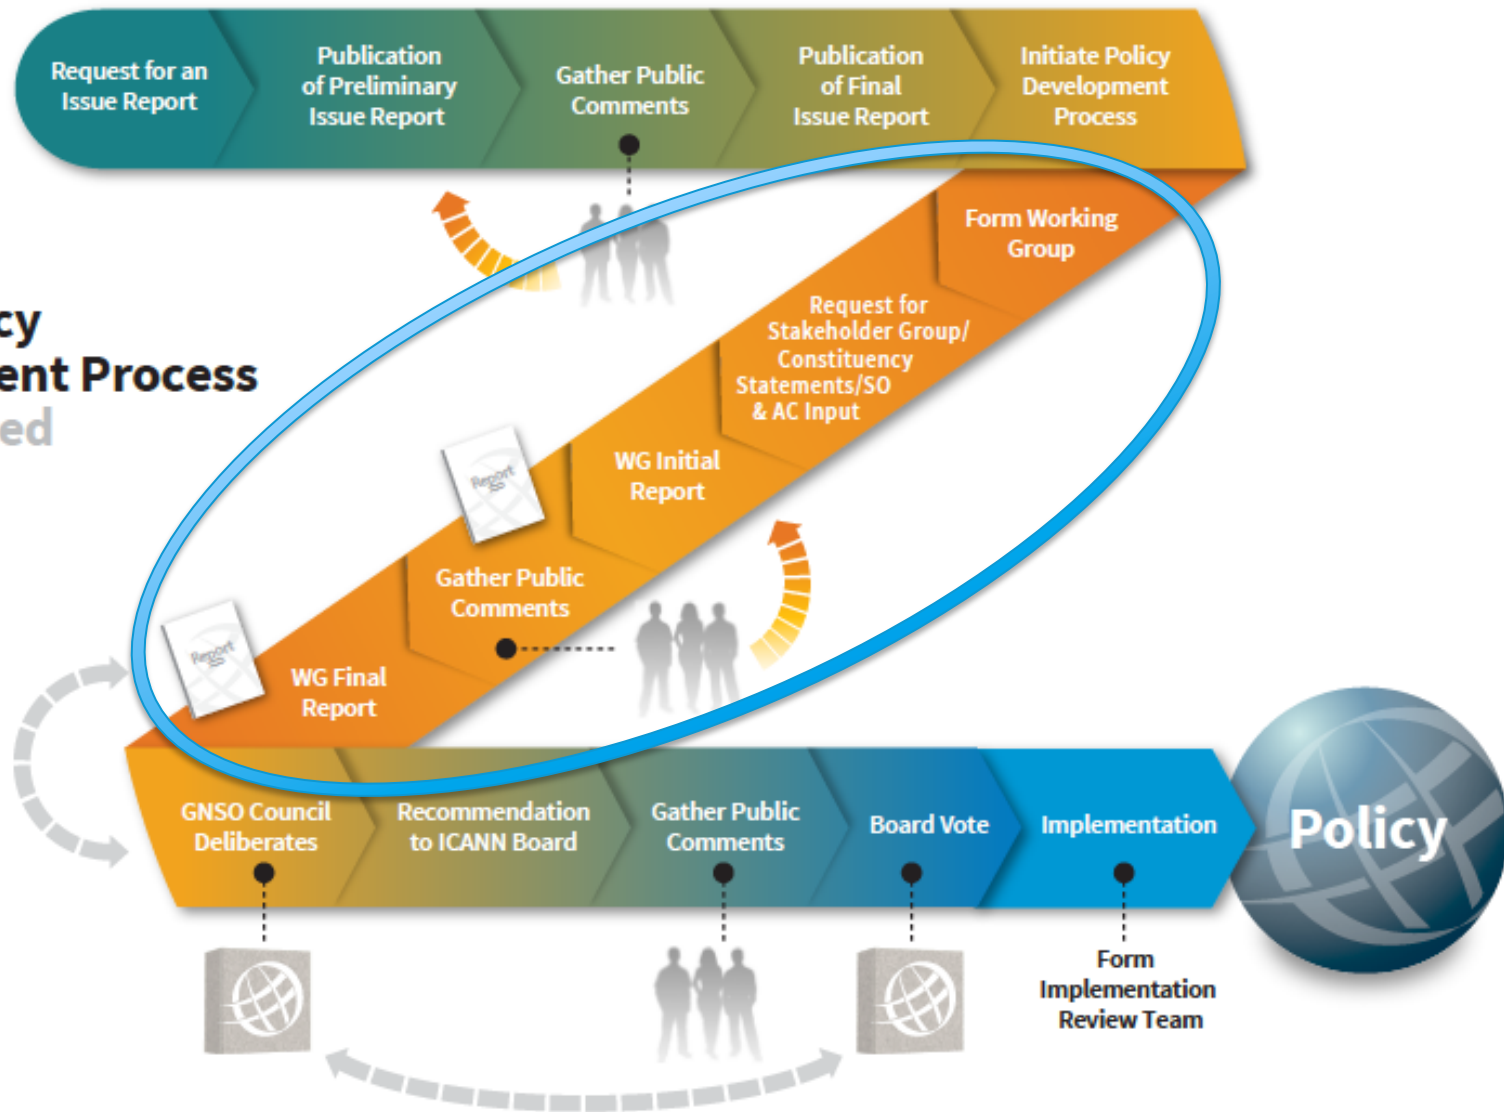 Request for an
Issue Report
Publication
of Preliminary
Issue Report
Gather Public
Comments
Publication
of Final
Issue Report
Initiate Policy
Development
Process
Form Working
Group
Request for
Stakeholder Group/
Constituency
Statements/SO
& AC Input
cy
ent Process
ed
WG Initial
Report
Report
Gather Public
Comments
Report
WG Final
Report
GNSO Council
Deliberates
Recommendation
to ICANN Board
Gather Public
Comments
Board Vote
Implementation
Policy
Form
Implementation
Review Team